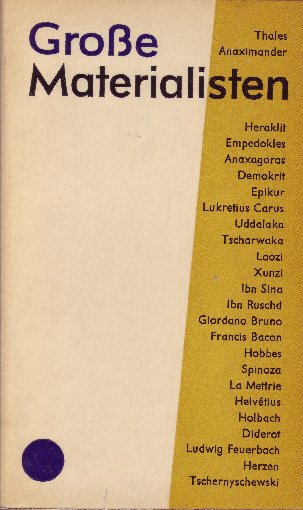 Große
Materialisten
Thales
Anaximander
Heraklit
Empedokles
Anaxagoras
Demokrit
Epikur
Lukretius Carus
Uddalaka
Tscharwaka
Laozi
Xunzi
Ibn Sina
Ibn Ruschd
Giordano Bruno
Francis Bacon
Hobbes
Spinoza
La Mettrie
Helvétius
Holbach
Diderot
Ludwig Feuerbach
Herzen
Tschernyschewski